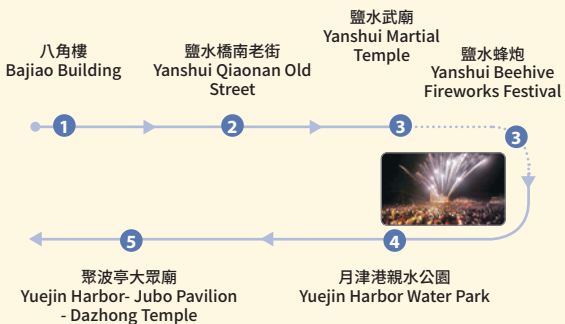 八角樓
Bajiao Building
1
鹽水橋南老街
Yanshui Qiaonan Old
Street
2
鹽水武廟
Yanshui Martial
Temple
3
鹽水蜂炮
Yanshui Beehive
Fireworks Festival
3
4
月津港親水公園
Yuejin Harbor Water Park
5
聚波亭大眾廟
Yuejin Harbor- Jubo Pavilion
- Dazhong Temple